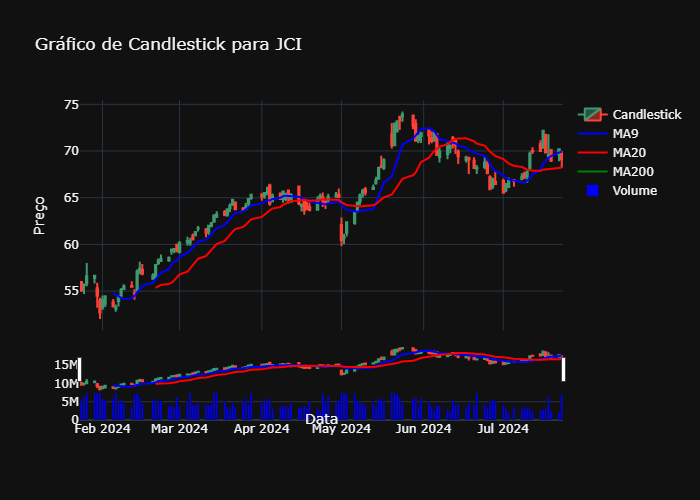 Gráfico de Candlestick para JCI
75
70
65
60
55
Preço
Candlestick
MA9
MA20
MA200
Volume
15M
10M
5M
0
Data
Feb 2024
Mar 2024
Apr 2024
May 2024
Jun 2024
Jul 2024